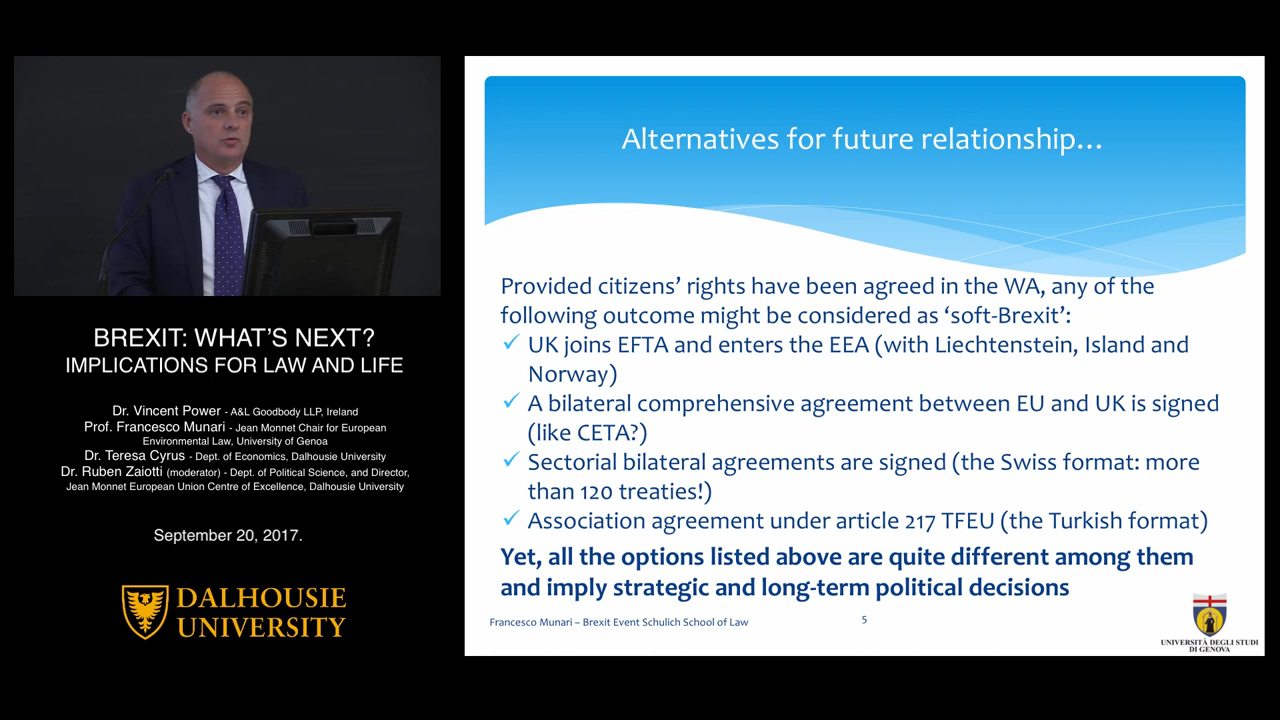 BREXIT: WHAT'S NEXT?
IMPLICATIONS FOR LAW AND LIFE
Dr. Vincent Power - A&L Goodbody LLP, Ireland
Prof. Francesco Munari - Jean Monnet Chair for European
Environmental Law, University of Genoa
Dr. Teresa Cyrus - Dept. of Economics, Dalhousie University
Dr. Ruben Zaiotti (moderator) - Dept. of Political Science, and Director,
Jean Monnet European Union Centre of Excellence, Dalhousie University
September 20, 2017.
DALHOUSIE
UNIVERSITY
Alternatives for future relationship…
Provided citizens’ rights have been agreed in the WA, any of the
following outcome might be considered as ‘soft-Brexit’:
✓ UK joins EFTA and enters the EEA (with Liechtenstein, Island and
Norway)
✓ A bilateral comprehensive agreement between EU and UK is signed
(like CETA?)
✓ Sectorial bilateral agreements are signed (the Swiss format: more
than 120 treaties!)
✓ Association agreement under article 217 TFEU (the Turkish format)
Yet, all the options listed above are quite different among them
and imply strategic and long-term political decisions
Francesco Munari – Brexit Event Schulich School of Law
5
UNIVERSITÀ DEGLI STUDI
DI GENOVA